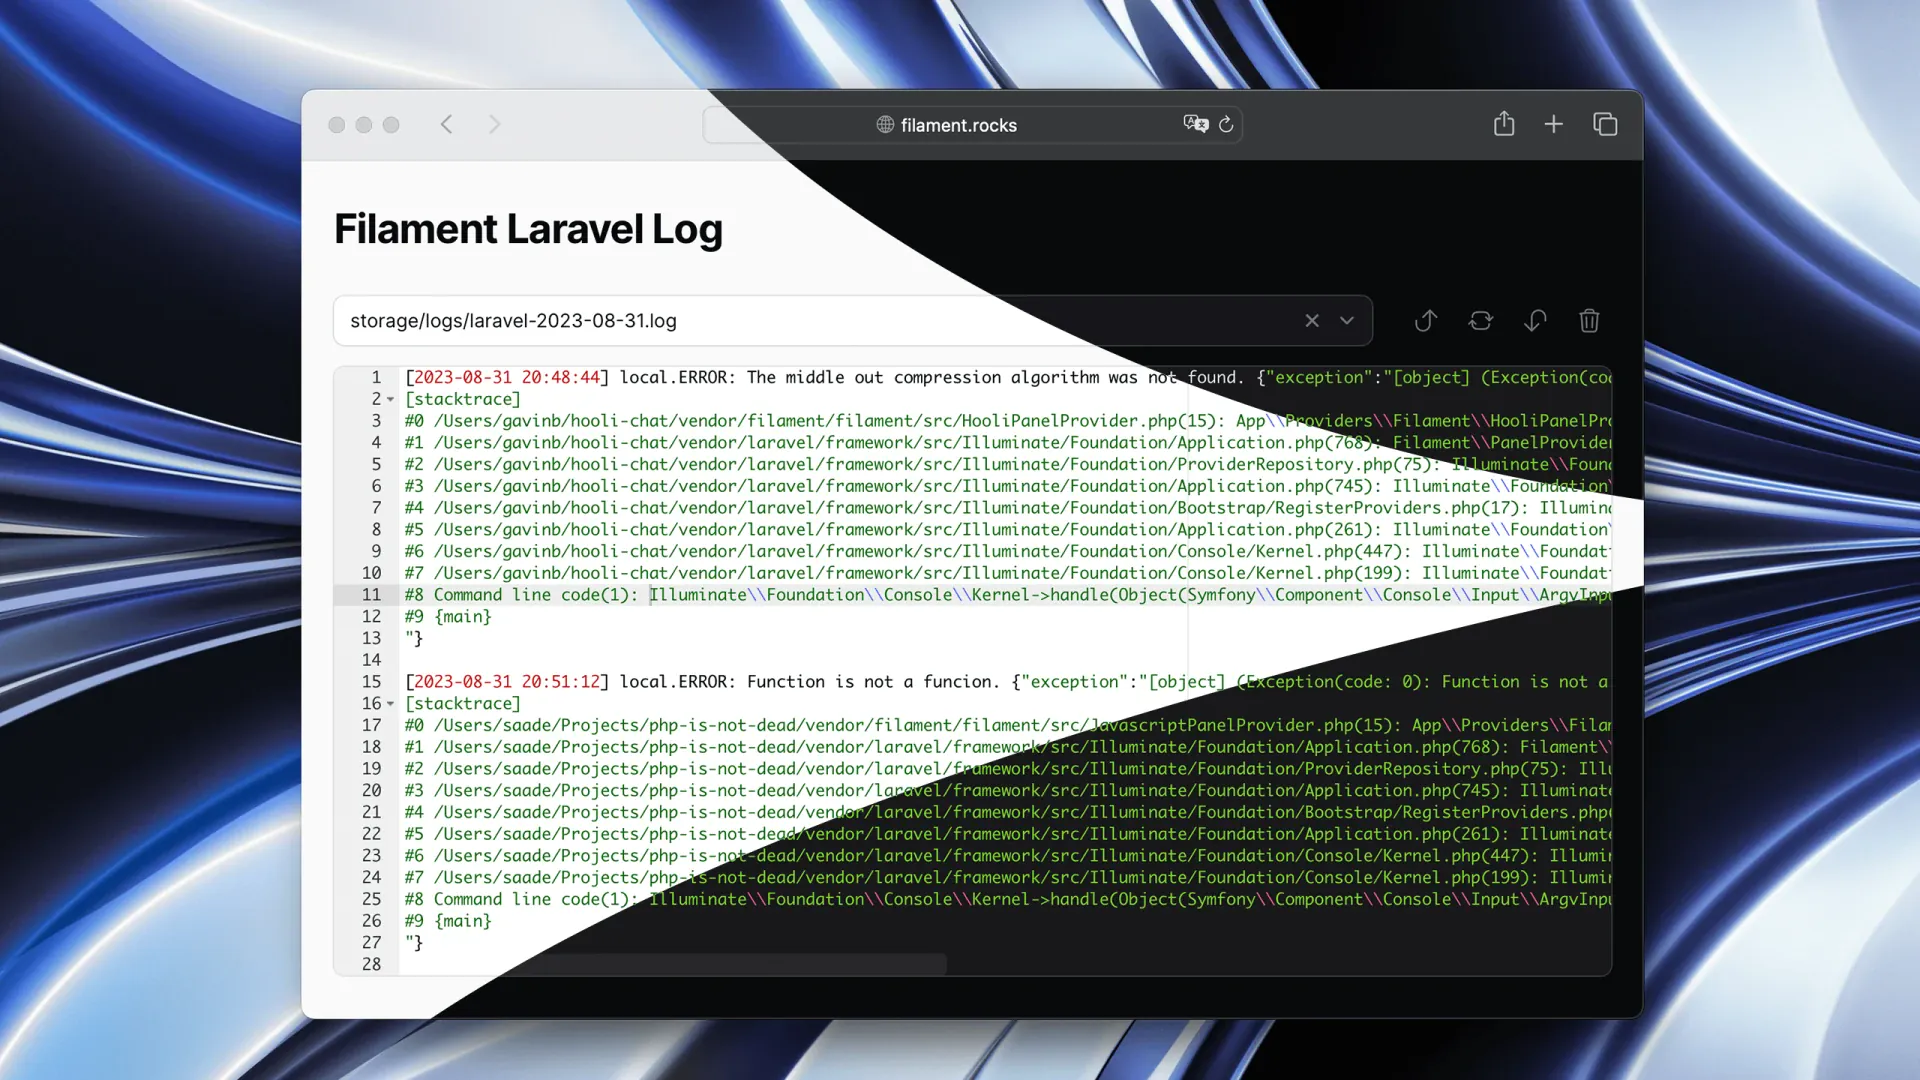 filament.rocks
Filament Laravel Log
storage/logs/laravel-2023-08-31.log
1 [2023-08-31 20:48:44] local.ERROR: The middle out compression algorithm was not found. {"exception":"[object] (Exception(co
2 [stacktrace]
3 #0 /Users/gavinb/hooli-chat/vendor/filament/filament/src/HooliPanelProvider.php(15): App\\Providers\\Filament\\HooliPanelPr
4 #1 /Users/gavinb/hooli-chat/vendor/laravel/framework/src/Illuminate/Foundation/Application.php(768): Filament\\PanelProvider
5 #2 /Users/gavinb/hooli-chat/vendor/laravel/framework/src/Illuminate/Foundation/ProviderRepository.php(75): Illuminate\\Foun
6 #3 /Users/gavinb/hooli-chat/vendor/laravel/framework/src/Illuminate/Foundation/Application.php(745): Illuminate\\Foundation\
7 #4 /Users/gavinb/hooli-chat/vendor/laravel/framework/src/Illuminate/Foundation/Bootstrap/RegisterProviders.php(17): Illumin
8 #5 /Users/gavinb/hooli-chat/vendor/laravel/framework/src/Illuminate/Foundation/Application.php(261): Illuminate\\Foundation\
9 #6 /Users/gavinb/hooli-chat/vendor/laravel/framework/src/Illuminate/Foundation/Console/Kernel.php(447): Illuminate\\Foundat
10 #7 /Users/gavinb/hooli-chat/vendor/laravel/framework/src/Illuminate/Foundation/Console/Kernel.php(199): Illuminate\\Foundat
11 #8 Command line code(1): Illuminate\\Foundation\\Console\\Kernel->handle(Object(Symfony\\Component\\Console\\Input\\ArgvInpu
12 #9 {main}
13 "}
14
15 [2023-08-31 20:51:12] local.ERROR: Function is not a funcion. {"exception":"[object] (Exception(code: 0): Function is not a
16 [stacktrace]
17 #0 /Users/saade/Projects/php-is-not-dead/vendor/filament/filament/src/JavascriptPanelProvider.php(15): App\\Providers\\Fila
18 #1 /Users/saade/Projects/php-is-not-dead/vendor/laravel/framework/src/Illuminate/Foundation/Application.php(768): Filament\\
19 #2 /Users/saade/Projects/php-is-not-dead/vendor/laravel/framework/src/Illuminate/Foundation/ProviderRepository.php(75): Illu
20 #3 /Users/saade/Projects/php-is-not-dead/vendor/laravel/framework/src/Illuminate/Foundation/Application.php(745): Illuminate
21 #4 /Users/saade/Projects/php-is-not-dead/vendor/laravel/framework/src/Illuminate/Foundation/Bootstrap/RegisterProviders.php
22 #5 /Users/saade/Projects/php-is-not-dead/vendor/laravel/framework/src/Illuminate/Foundation/Application.php(261): Illuminate
23 #6 /Users/saade/Projects/php-is-not-dead/vendor/laravel/framework/src/Illuminate/Foundation/Console/Kernel.php(447): Illumin
24 #7 /Users/saade/Projects/php-is-not-dead/vendor/laravel/framework/src/Illuminate/Foundation/Console/Kernel.php(199): Illumin
25 #8 Command line code(1): Illuminate\\Foundation\\Console\\Kernel->handle(Object(Symfony\\Component\\Console\\Input\\ArgvInpu
26 #9 {main}
27 "}
28